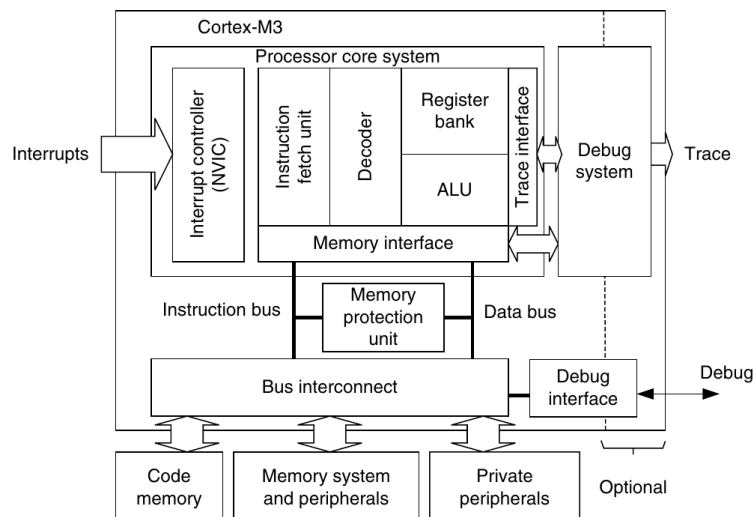 Cortex-M3
Processor core system
Interrupts
Interrupt controller
(NVIC)
Instruction
fetch unit
Decoder
Register
bank
ALU
Trace interface
Memory interface
Debug
system
Trace
Instruction bus
Memory
protection
unit
Data bus
Bus interconnect
Debug
interface
Debug
Code
memory
Memory system
and peripherals
Private
peripherals
Optional